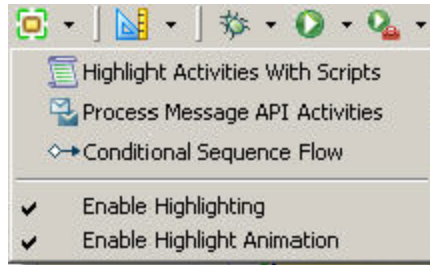 Highlight Activities With Scripts
Process Message API Activities
Conditional Sequence Flow
Enable Highlighting
Enable Highlight Animation